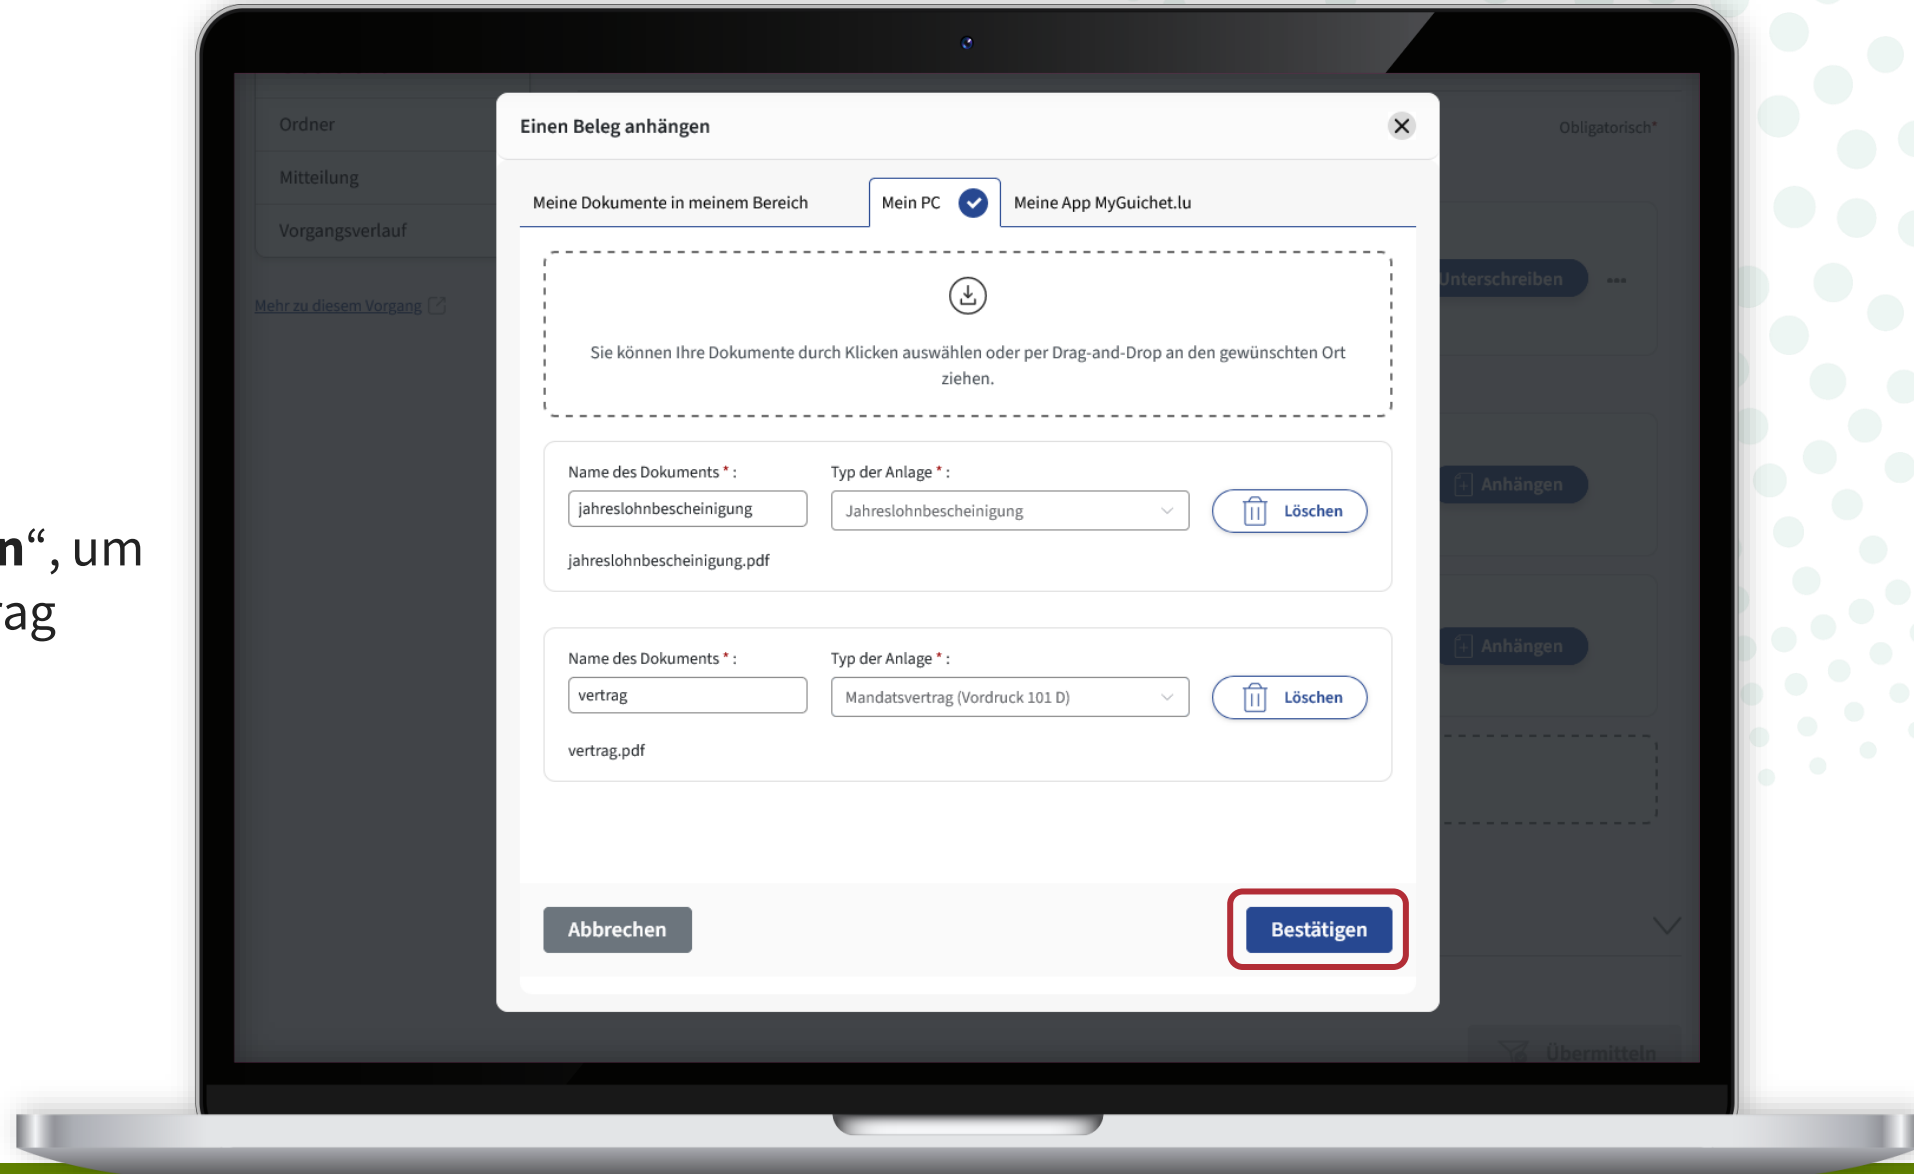 n“, um
ag
Ordner
Mitteilung
Vorgangsverlauf
Mehr zu diesem Vorgang
Einen Beleg anhängen
Obligatorisch*
Meine Dokumente in meinem Bereich
Mein PC
Meine App MyGuichet.lu
Unterschreiben
Sie können Ihre Dokumente durch Klicken auswählen oder per Drag-and-Drop an den gewünschten Ort
ziehen.
Name des Dokuments * :
Typ der Anlage * :
jahreslohnbescheinigung
Jahreslohnbescheinigung
Löschen
jahreslohnbescheinigung.pdf
Anhängen
Name des Dokuments * :
Typ der Anlage * :
vertrag
Mandatsvertrag (Vordruck 101 D)
Löschen
vertrag.pdf
Anhängen
Abbrechen
Bestätigen
Übermitteln